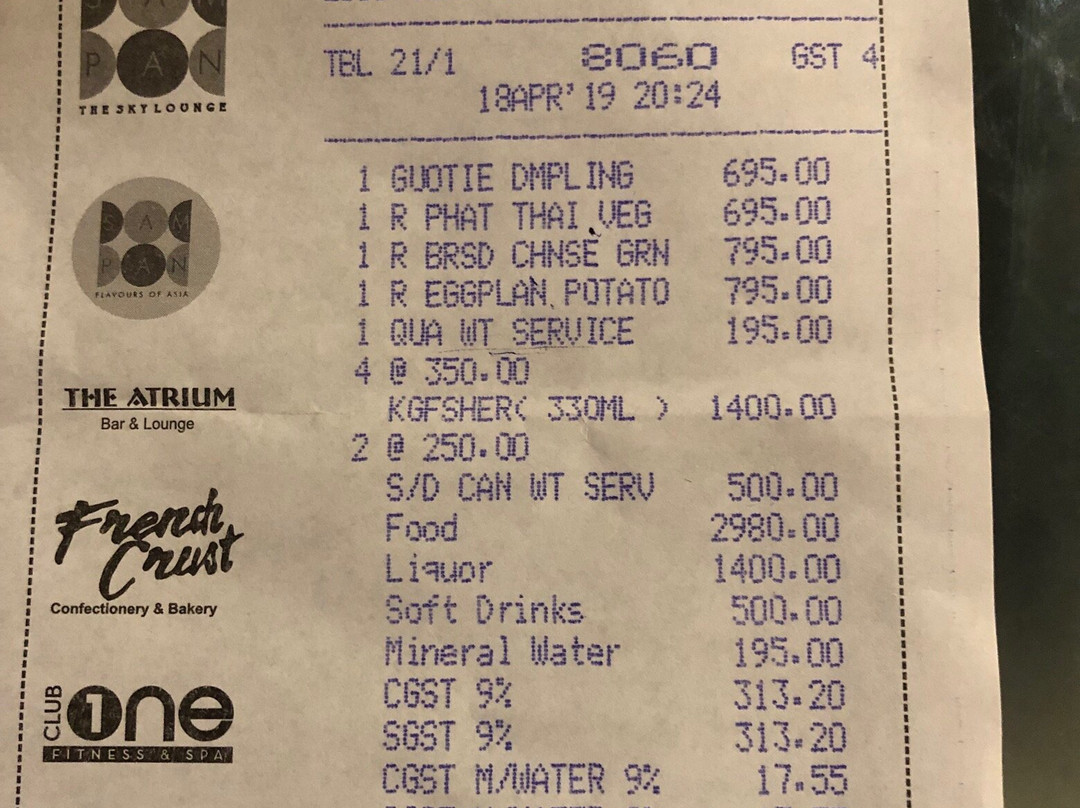 SAM
PAN
THE SKY LOUNGE
SAM
PAN
FLAVOURS OF ASIA
THE ATRIUM
Bar & Lounge
French
Crust
Confectionery & Bakery
CLUB
One
FITNESS & SPA
TBL 21/1 8060 GST 4
18APR'19 20:24
1 GUOTIE DMPLING 695.00
1 R PHAT THAI VEG 695.00
1 R BRSD CHNSE GRN 795.00
1 R EGGPLAN POTATO 795.00
1 QUA WT SERVICE 195.00
4 @ 350.00
KGFSHER( 330ML ) 1400.00
2 @ 250.00
S/D CAN WT SERV 500.00
Food 2980.00
Liquor 1400.00
Soft Drinks 500.00
Mineral Water 195.00
CGST 9% 313.20
SGST 9% 313.20
CGST M/WATER 9% 17.55